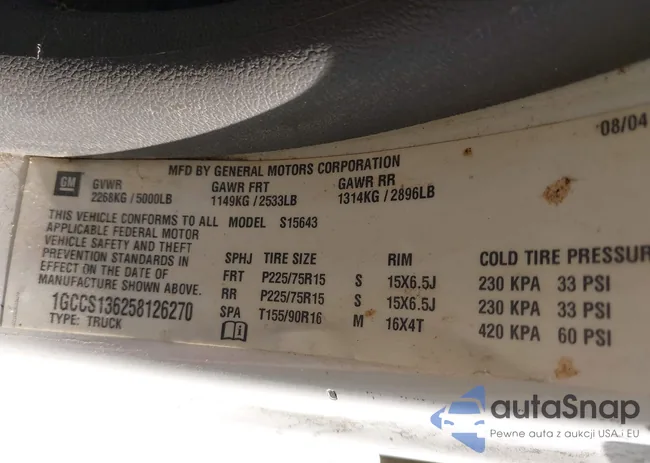 08/04
MFD BY GENERAL MOTORS CORPORATION
GM GVWR GAWR FRT GAWR RR
2268KG / 5000LB 1149KG / 2533LB 1314KG / 2896LB
THIS VEHICLE CONFORMS TO ALL MODEL S15643
APPLICABLE FEDERAL MOTOR
VEHICLE SAFETY AND THEFT
PREVENTION STANDARDS IN
EFFECT ON THE DATE OF
MANUFACTURE SHOWN ABOVE.
1GCCS136258126270
TYPE: TRUCK
SPHJ TIRE SIZE RIM COLD TIRE PRESSUR
FRT P225/75R15 S 15X6.5J 230 KPA 33 PSI
RR P225/75R15 S 15X6.5J 230 KPA 33 PSI
SPA T155/90R16 M 16X4T 420 KPA 60 PSI
autaSnap
Pewne auta z aukcji USA i EU